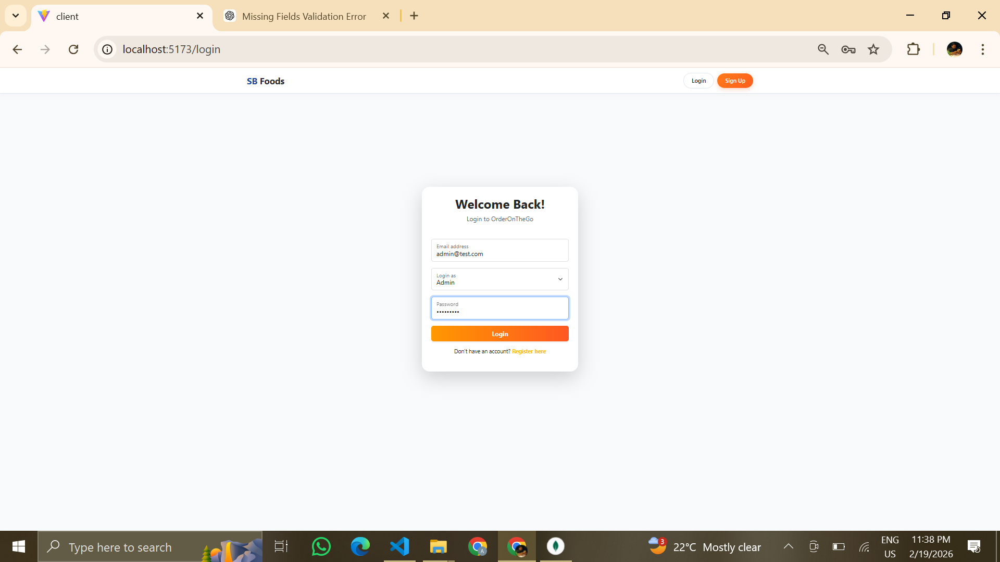 client
Missing Fields Validation Error
localhost:5173/login
SB Foods
Login
Sign Up
Welcome Back!
Login to OrderOnTheGo
Email address
admin@test.com
Login as
Admin
Password
•••••••••
Login
Don't have an account? Register here
Type here to search
A
3
22°C Mostly clear
ENG
US
11:38 PM
2/19/2026